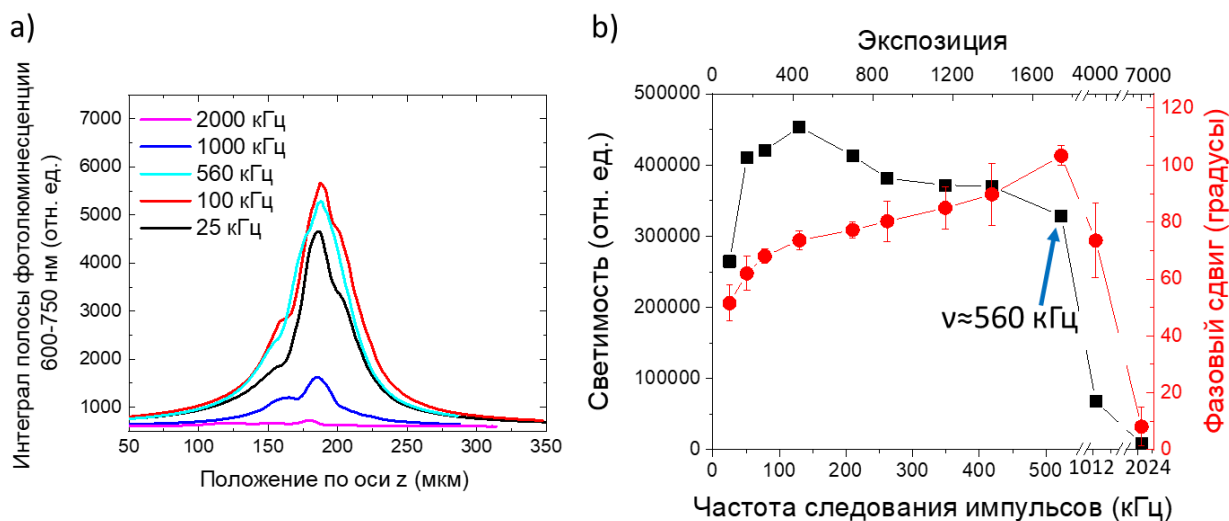 а)
Интеграл полосы фотолюминесценции
600-750 нм (отн. ед.)
7000
6000
5000
4000
3000
2000
1000
2000 кГц
1000 кГц
560 кГц
100 кГц
25 кГц
50 100 150 200 250 300 350
Положение по оси z (мкм)
b)
Экспозиция
0 400 800 1200 1600 4000 7000
Светимость (отн. ед.)
500000
400000
300000
200000
100000
0
ν≈560 кГц
120
100
80
60
40
20
0
Фазовый сдвиг (градусы)
0 100 200 300 400 500 1012 2024
Частота следования импульсов (кГц)